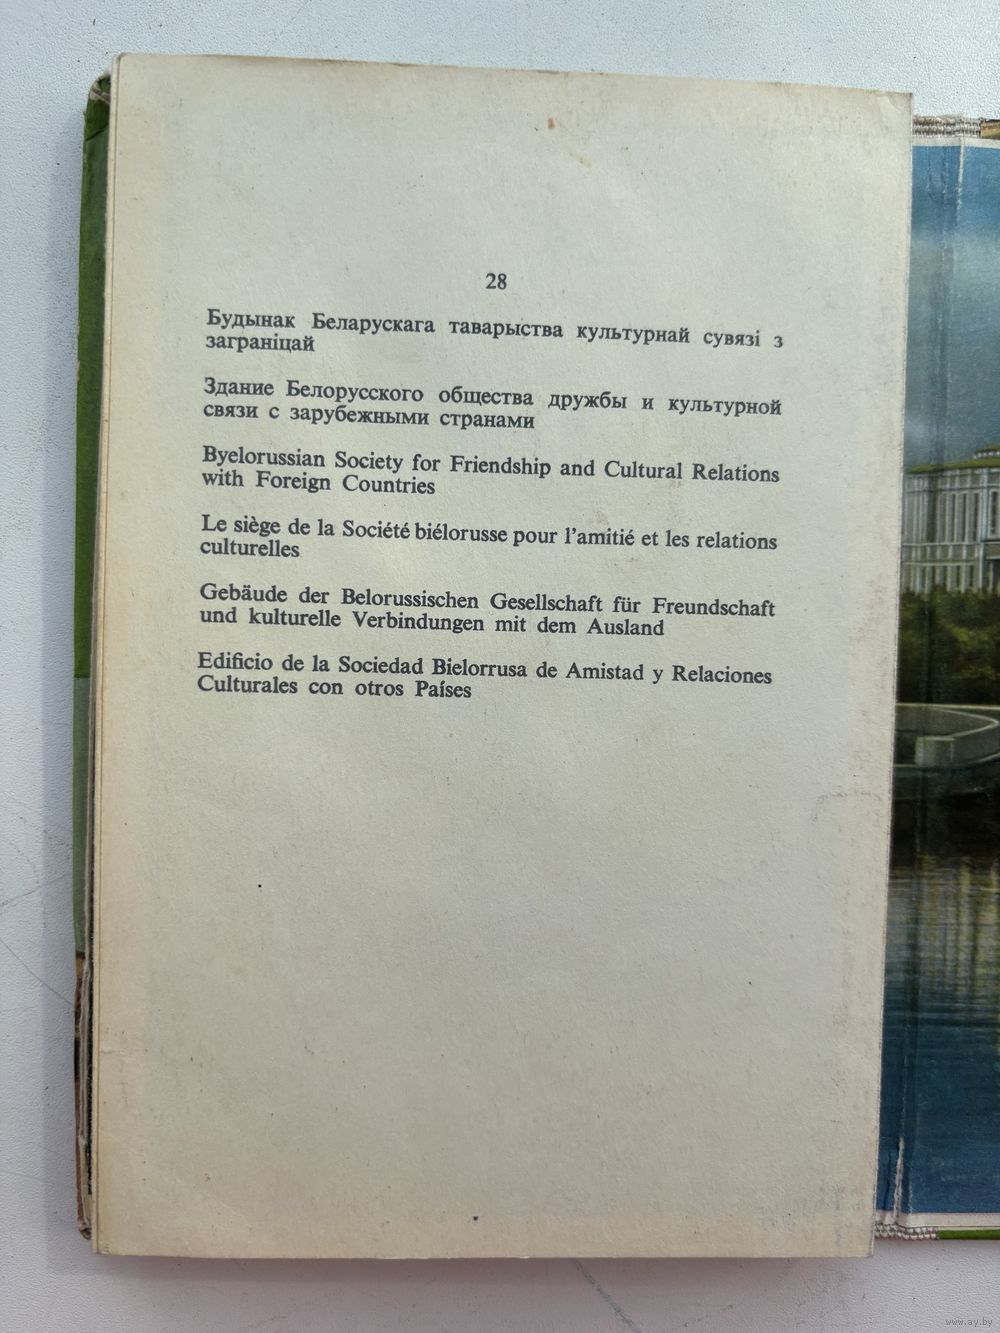 28
Будынак Беларускага таварыства культурнай сувязі з
заграніцай
Здание Белорусского общества дружбы и культурной
связи с зарубежными странами
Byelorussian Society for Friendship and Cultural Relations
with Foreign Countries
Le siège de la Société biélorusse pour l'amitié et les relations
culturelles
Gebäude der Belorussischen Gesellschaft für Freundschaft
und kulturelle Verbindungen mit dem Ausland
Edificio de la Sociedad Bielorrusa de Amistad y Relaciones
Culturales con otros Países
www.ay.by